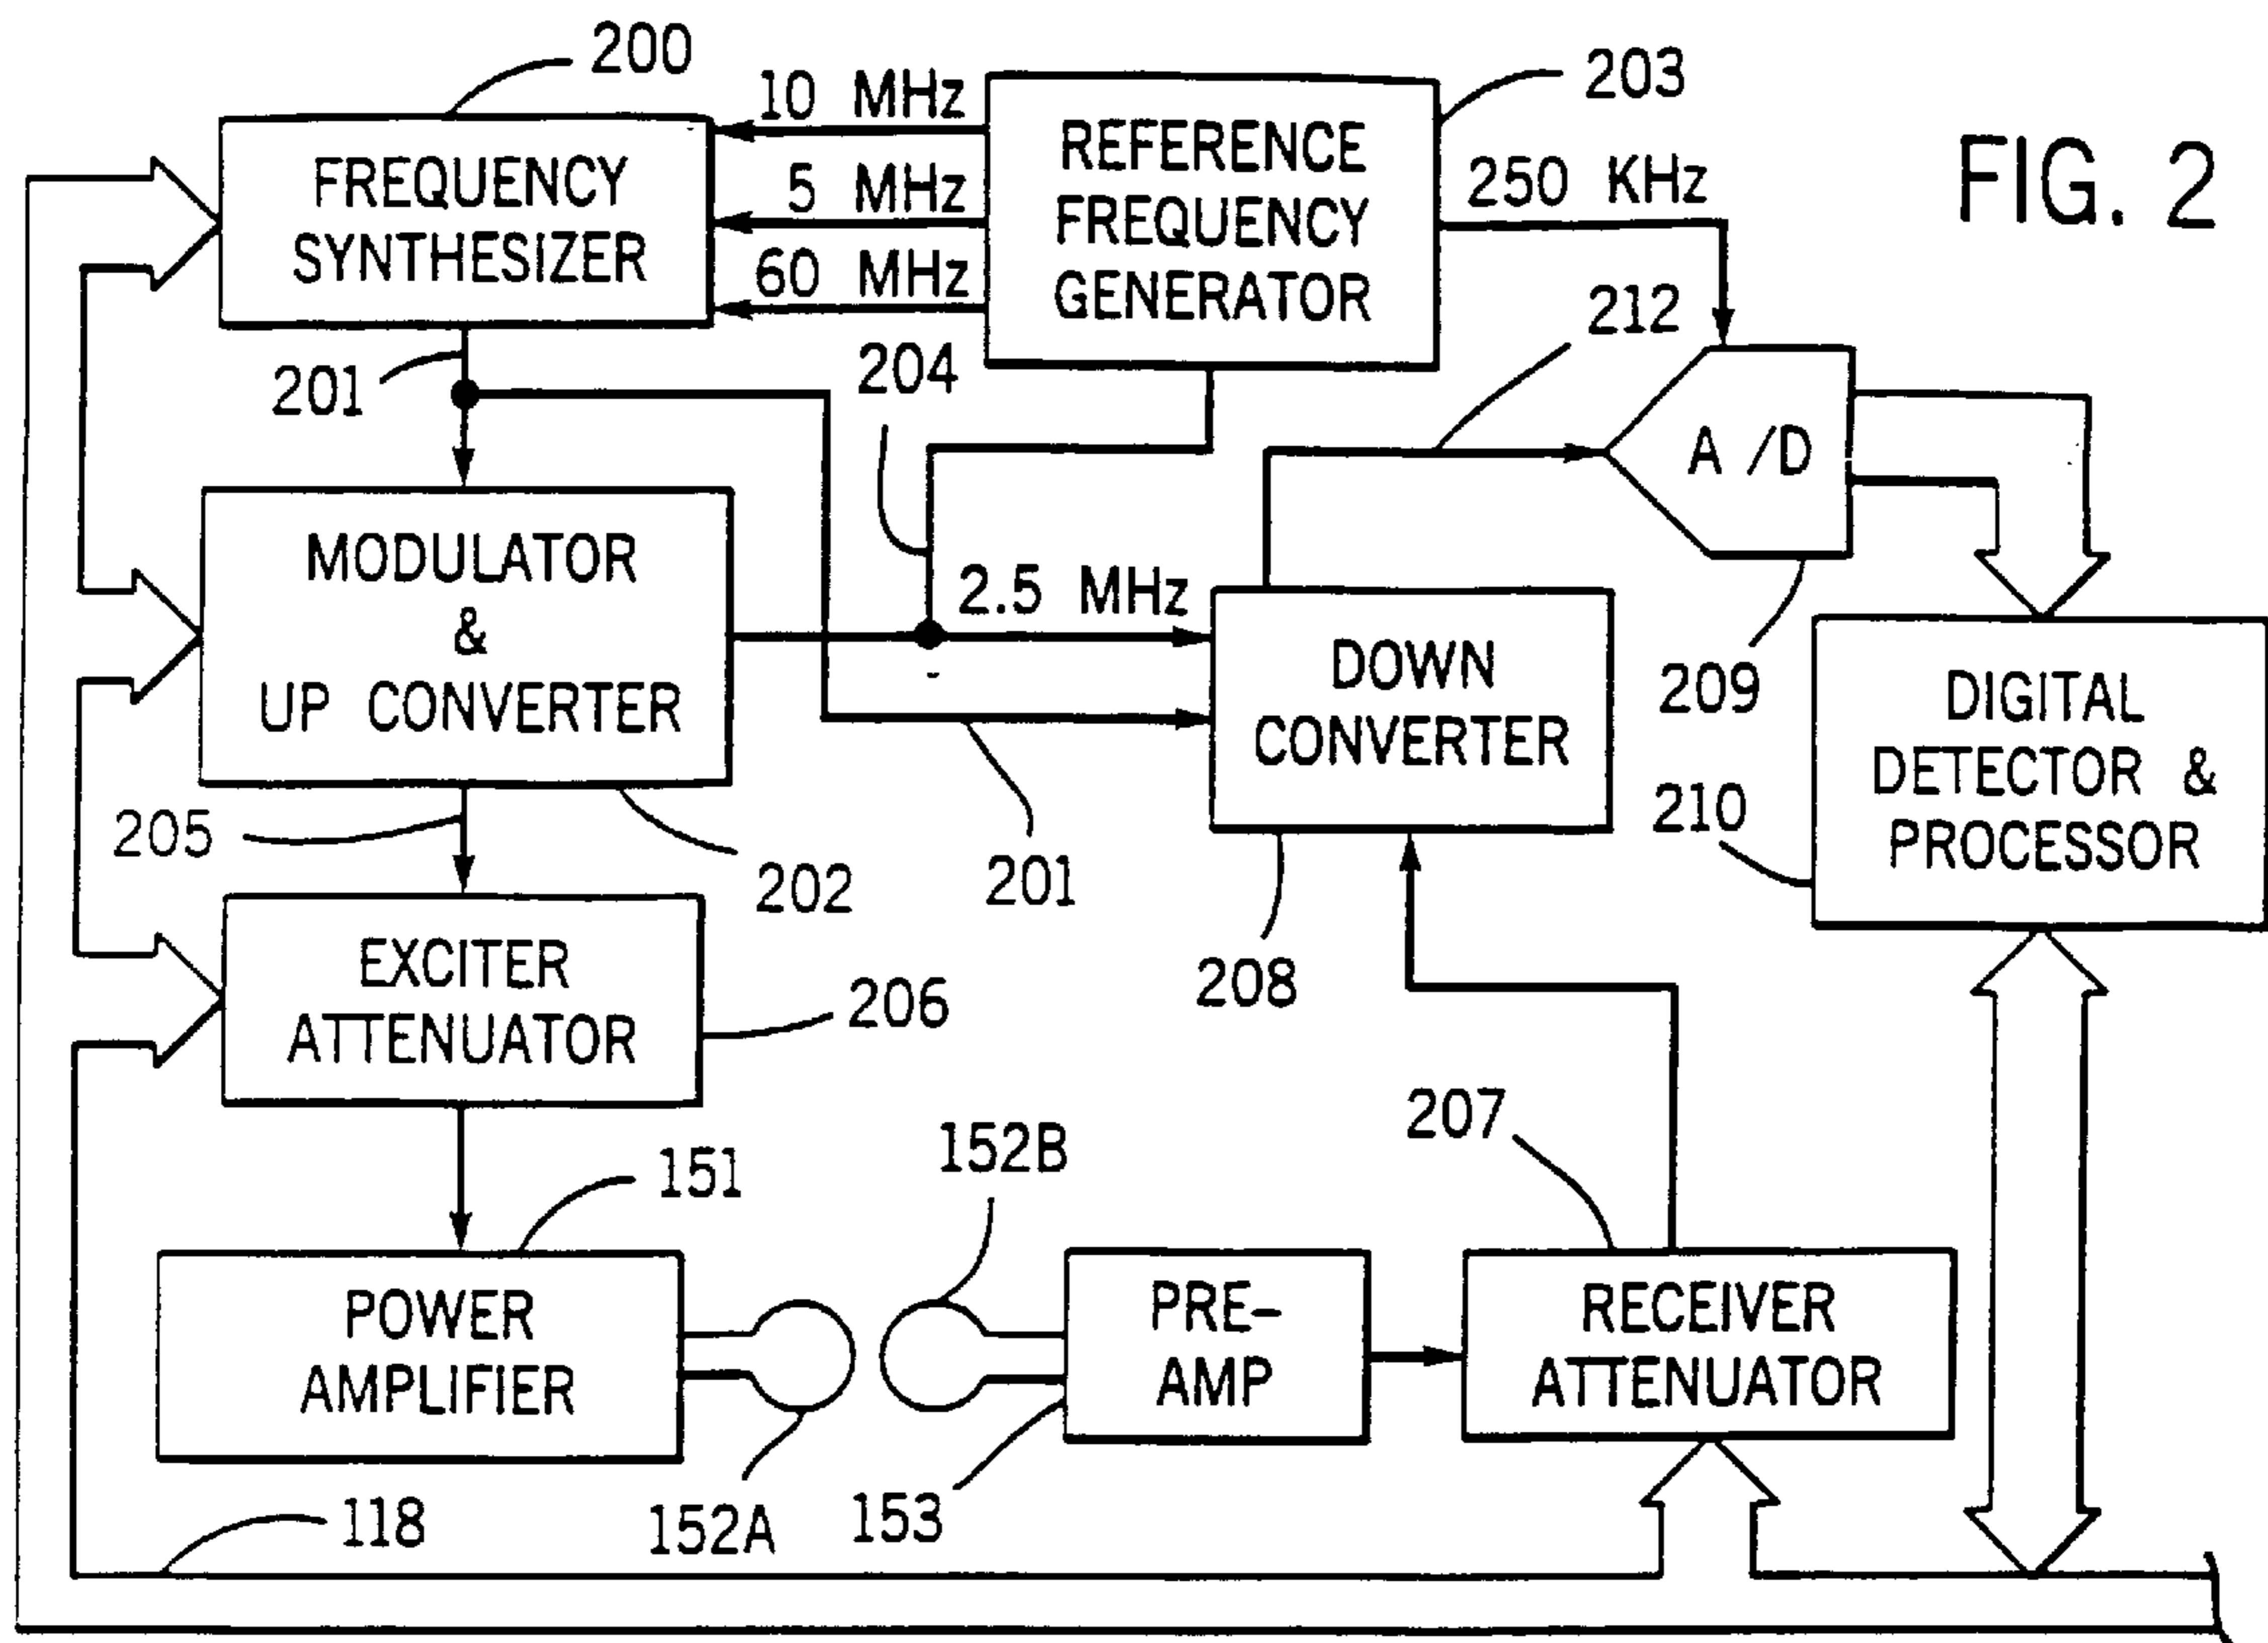 200
10 MHz
203
FIG. 2
FREQUENCY
SYNTHESIZER
5 MHz
60 MHz
REFERENCE
FREQUENCY
GENERATOR
250 KHz
212
201
204
A /D
MODULATOR
&
UP CONVERTER
2.5 MHz
DOWN
CONVERTER
209
DIGITAL
DETECTOR &
PROCESSOR
210
205
202
201
208
EXCITER
ATTENUATOR
206
207
151
152B
POWER
AMPLIFIER
PRE-
AMP
RECEIVER
ATTENUATOR
152A
153
118